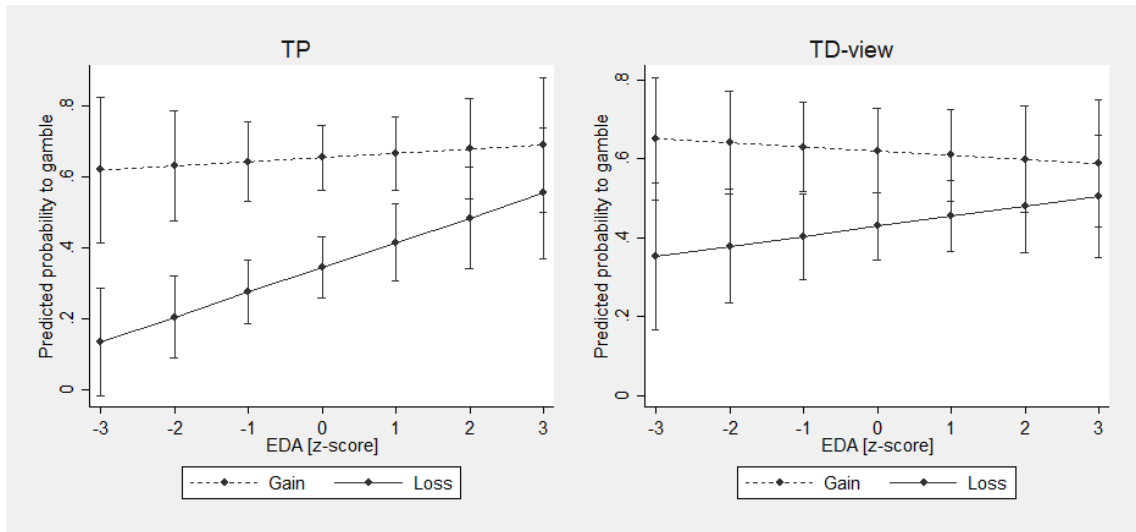 TP
Predicted probability to gamble
0 .2 .4 .6 .8
-3 -2 -1 0 1 2 3
EDA [z-score]
Gain Loss
TD-view
Predicted probability to gamble
0 .2 .4 .6 .8
-3 -2 -1 0 1 2 3
EDA [z-score]
Gain Loss